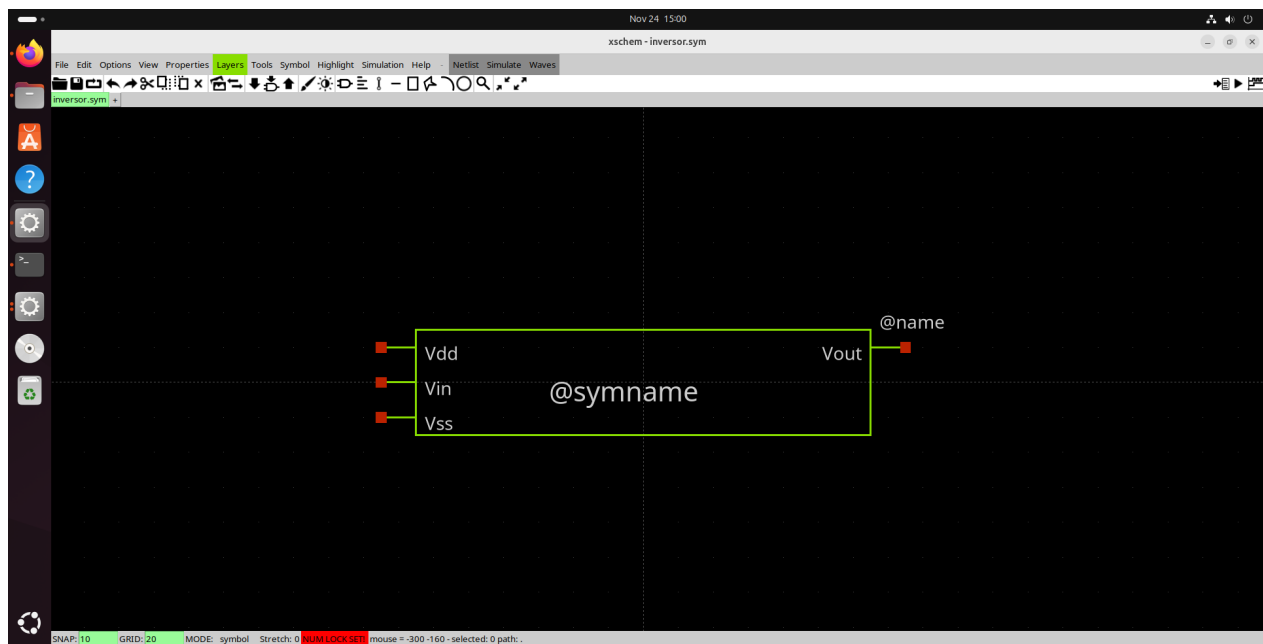 Nov 24 15:00
xschem - inversor.sym
File Edit Options View Properties Layers Tools Symbol Highlight Simulation Help - Netlist Simulate Waves
inversor.sym +
@name
Vdd Vout
Vin
@symname
Vss
SNAP: 10 GRID: 20 MODE: symbol Stretch: 0 NUM LOCK SET! mouse = -300 -160 - selected: 0 path: .